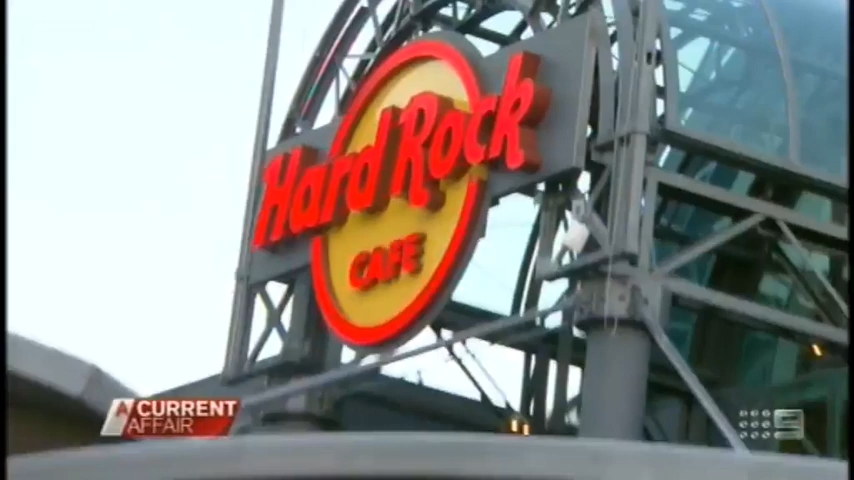 Hard Rock
CAFE
A CURRENT
AFFAIR
9